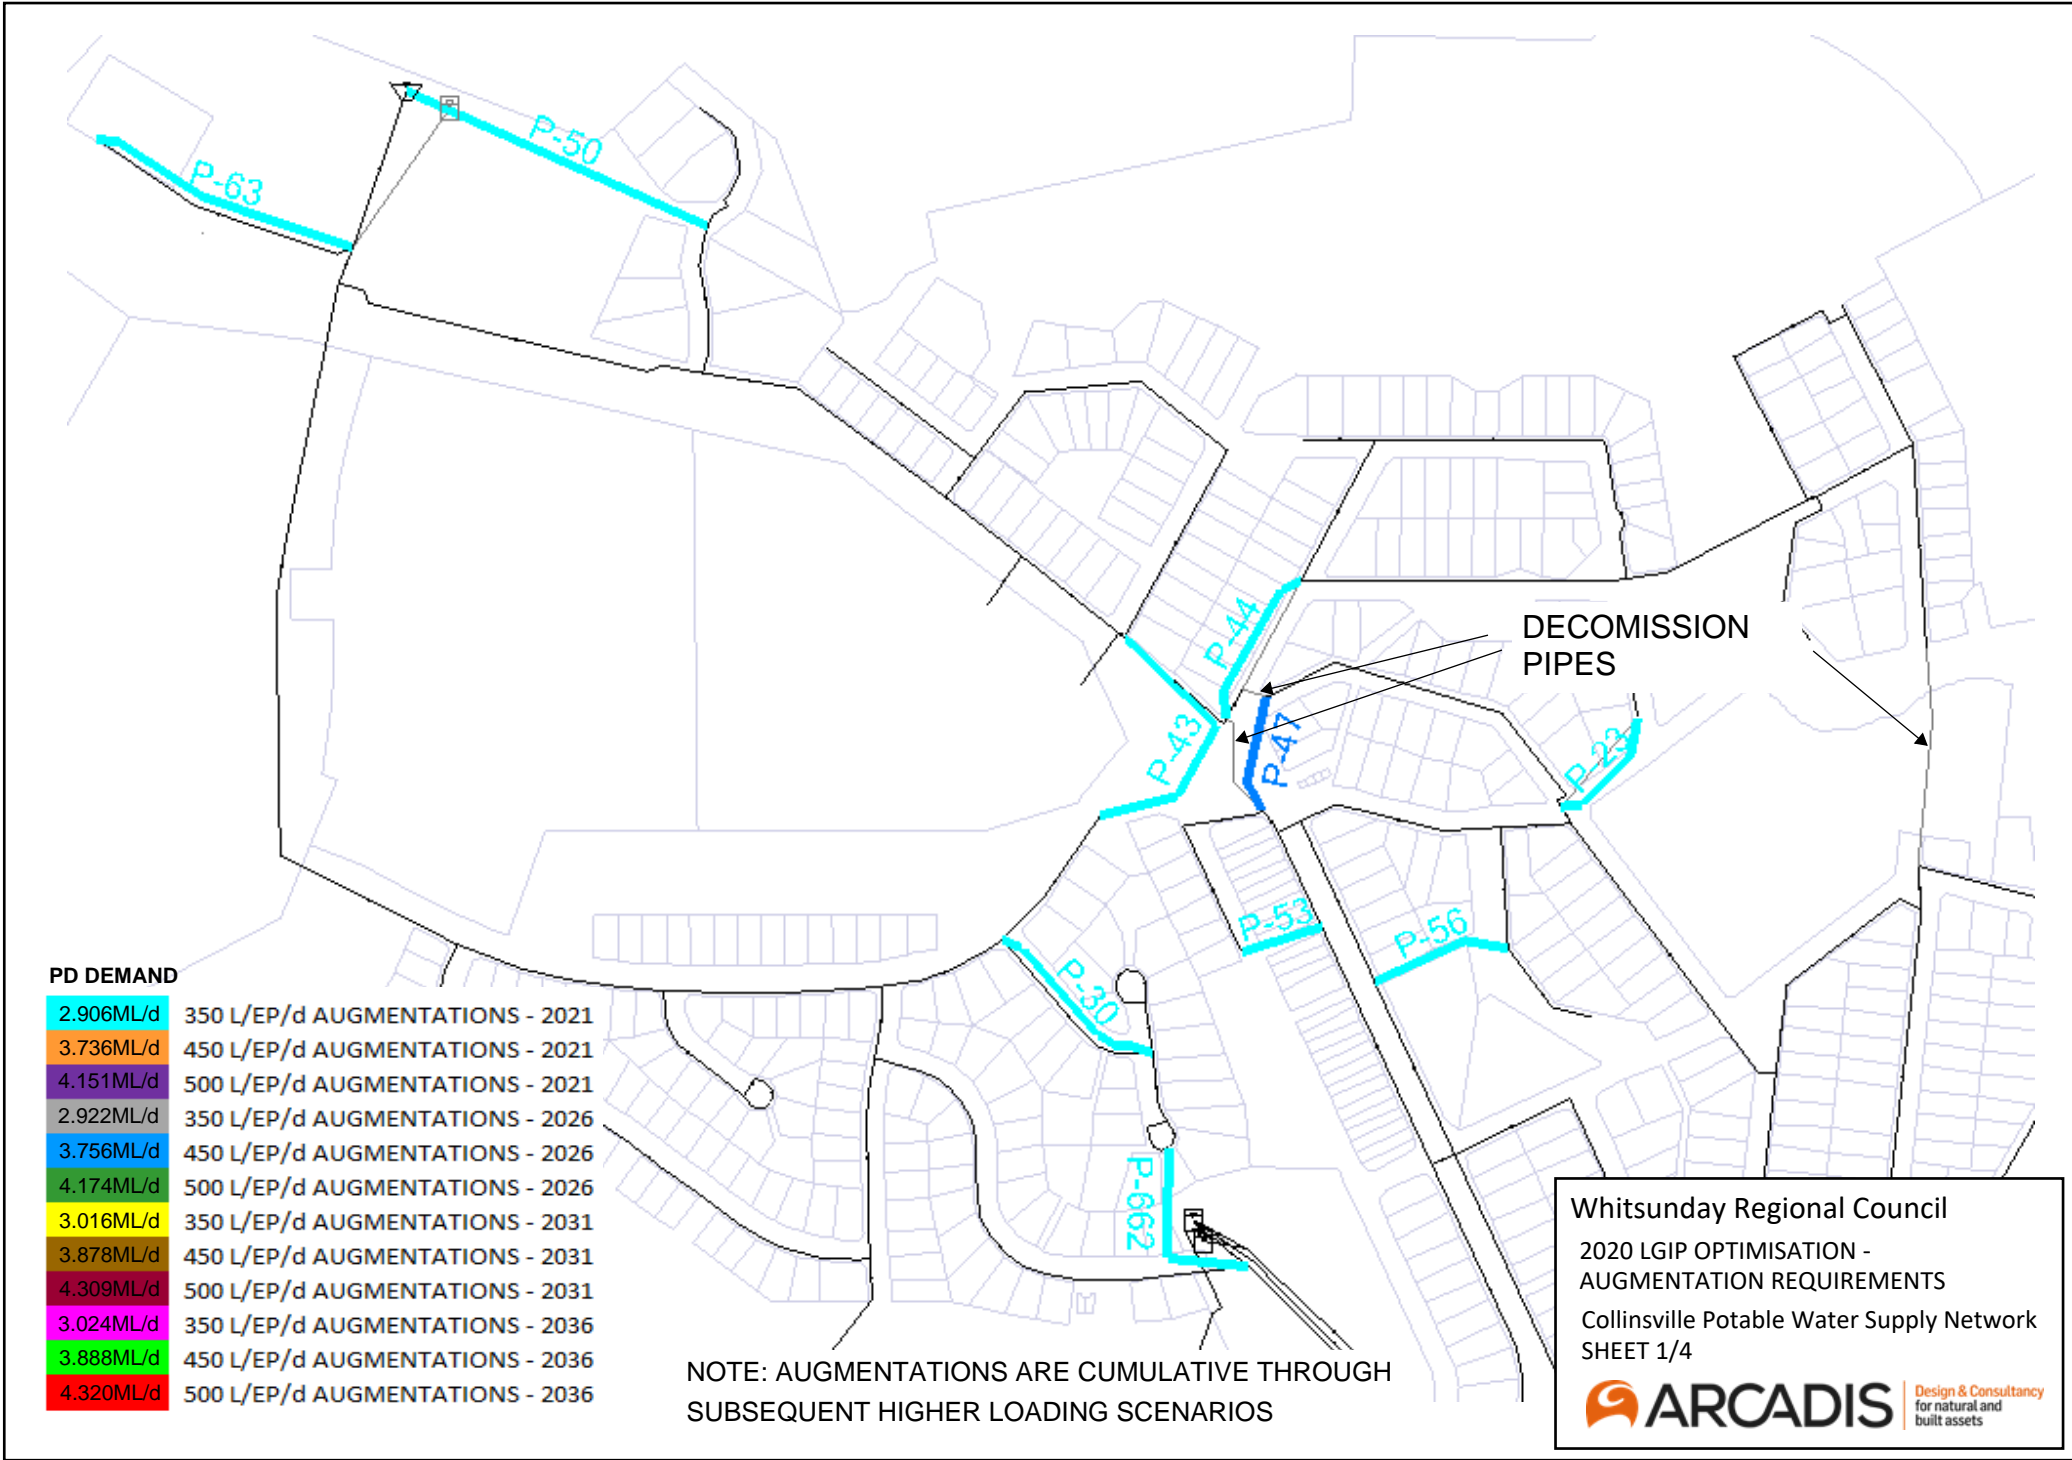 P-50
P-63
P-44
DECOMISSION
PIPES
P-43
P-47
P-23
P-53
P-56
P-30
P-662
PD DEMAND
2.906ML/d 350 L/EP/d AUGMENTATIONS - 2021
3.736ML/d 450 L/EP/d AUGMENTATIONS - 2021
4.151ML/d 500 L/EP/d AUGMENTATIONS - 2021
2.922ML/d 350 L/EP/d AUGMENTATIONS - 2026
3.756ML/d 450 L/EP/d AUGMENTATIONS - 2026
4.174ML/d 500 L/EP/d AUGMENTATIONS - 2026
3.016ML/d 350 L/EP/d AUGMENTATIONS - 2031
3.878ML/d 450 L/EP/d AUGMENTATIONS - 2031
4.309ML/d 500 L/EP/d AUGMENTATIONS - 2031
3.024ML/d 350 L/EP/d AUGMENTATIONS - 2036
3.888ML/d 450 L/EP/d AUGMENTATIONS - 2036
4.320ML/d 500 L/EP/d AUGMENTATIONS - 2036
NOTE: AUGMENTATIONS ARE CUMULATIVE THROUGH
SUBSEQUENT HIGHER LOADING SCENARIOS
Whitsunday Regional Council
2020 LGIP OPTIMISATION -
AUGMENTATION REQUIREMENTS
Collinsville Potable Water Supply Network
SHEET 1/4
ARCADIS
Design & Consultancy
for natural and
built assets